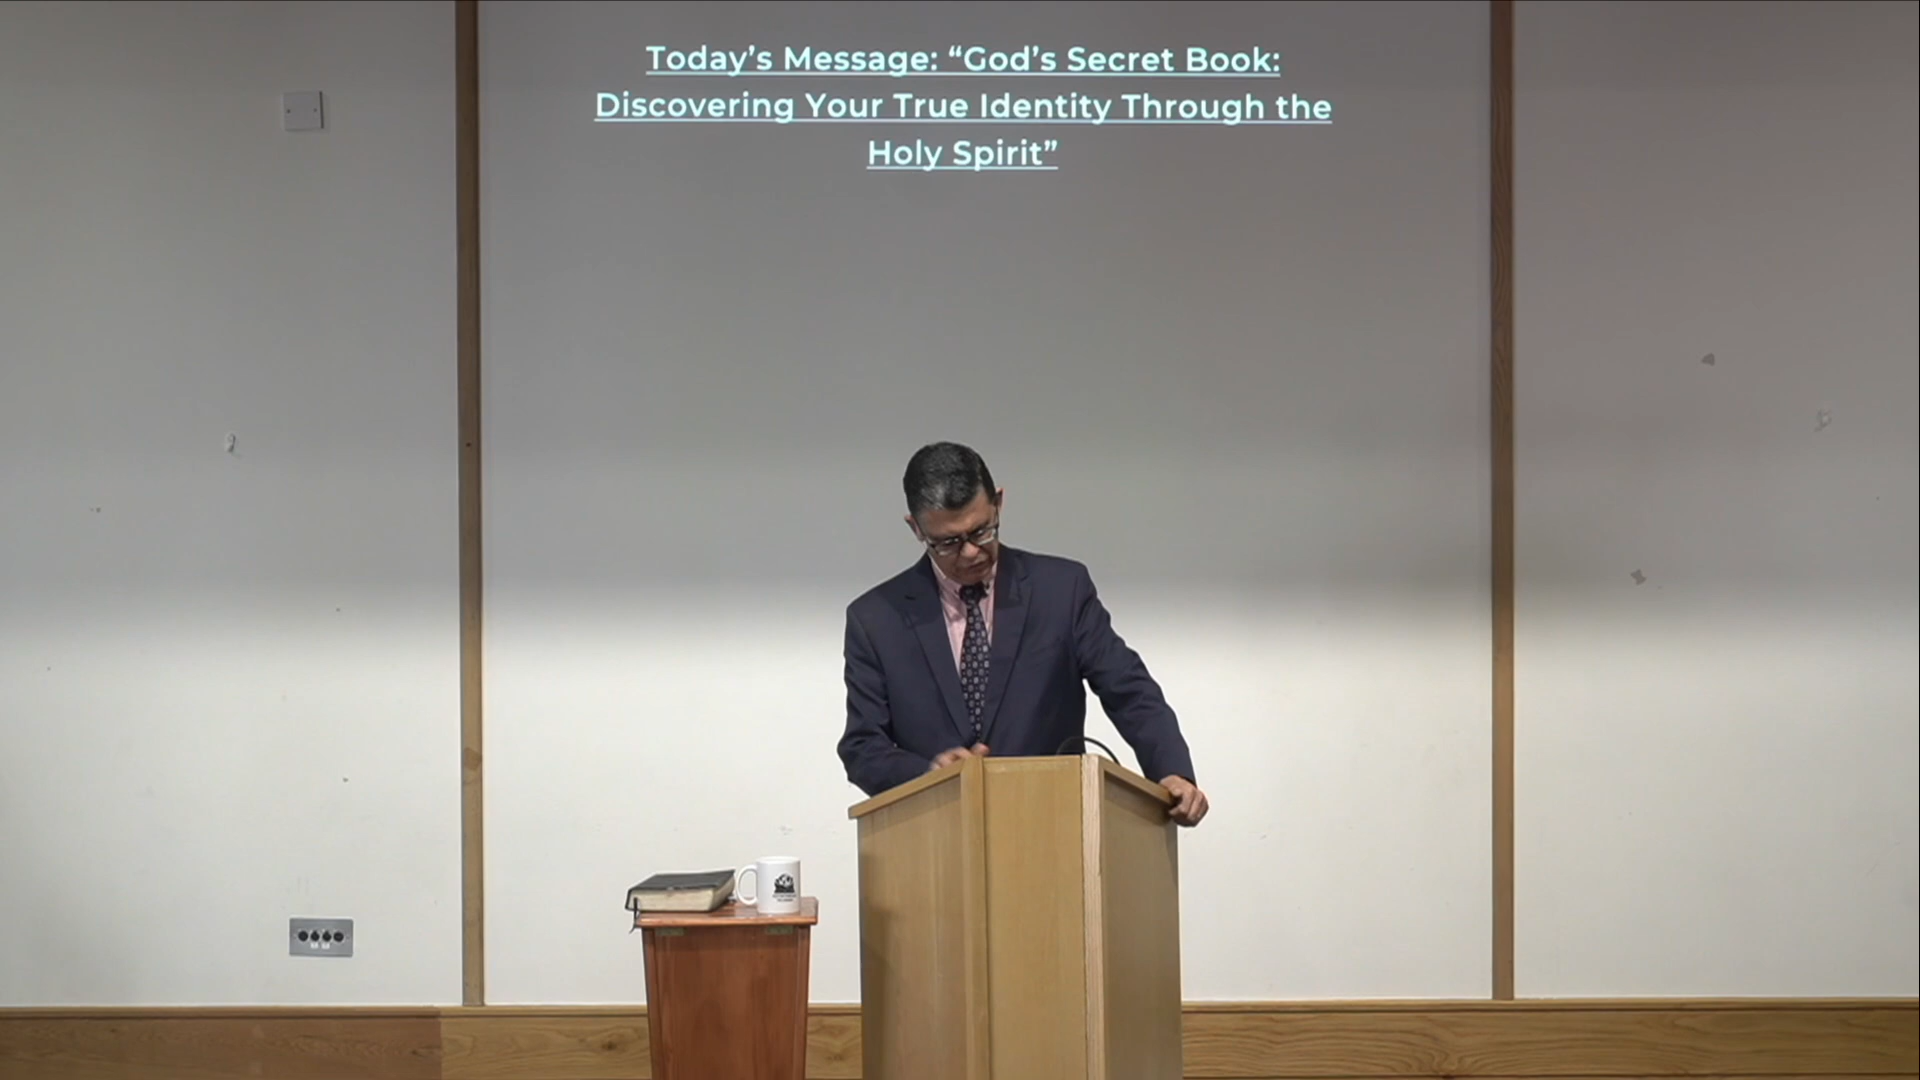 Today’s Message: “God’s Secret Book:
Discovering Your True Identity Through the
Holy Spirit”